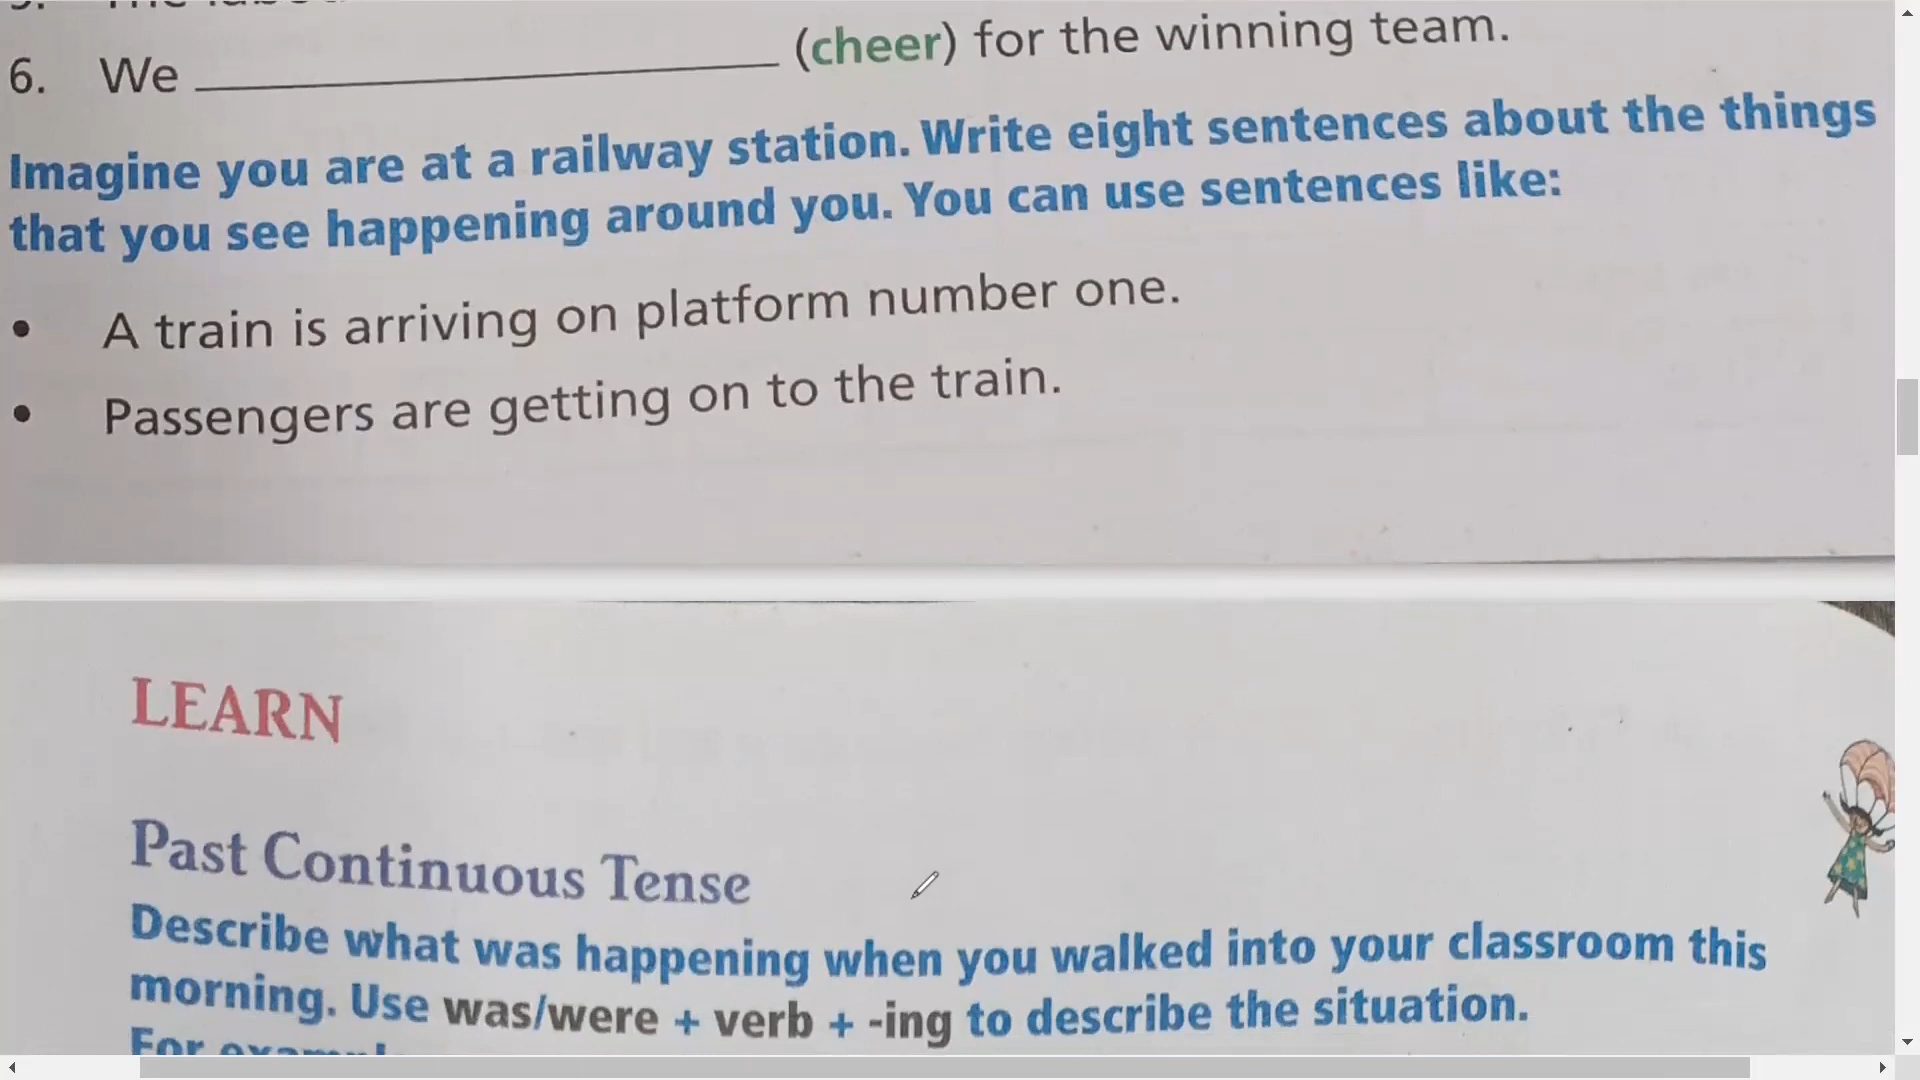 6. We ______________ (cheer) for the winning team.
Imagine you are at a railway station. Write eight sentences about the things
that you see happening around you. You can use sentences like:
• A train is arriving on platform number one.
• Passengers are getting on to the train.
LEARN
Past Continuous Tense
Describe what was happening when you walked into your classroom this
morning. Use was/were + verb + -ing to describe the situation.
For